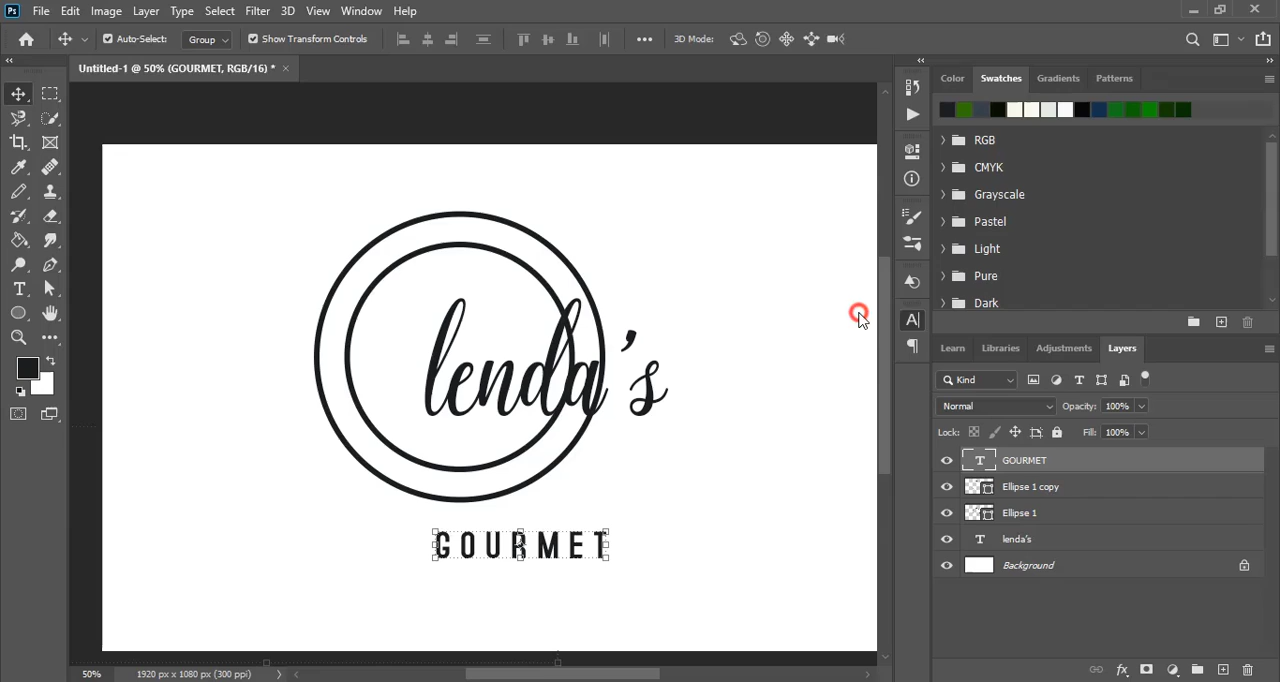 Ps File Edit Image Layer Type Select Filter 3D View Window Help
Auto-Select: Group Show Transform Controls 3D Mode:
Untitled-1 @ 50% (GOURMET, RGB/16) *
Color Swatches Gradients Patterns
RGB
CMYK
Grayscale
Pastel
Light
Pure
Dark
lenda's
GOURMET
Learn Libraries Adjustments Layers
Kind
Normal Opacity: 100%
Lock: Fill: 100%
GOURMET
Ellipse 1 copy
Ellipse 1
lenda's
Background
50% 1920 px x 1080 px (300 ppi)